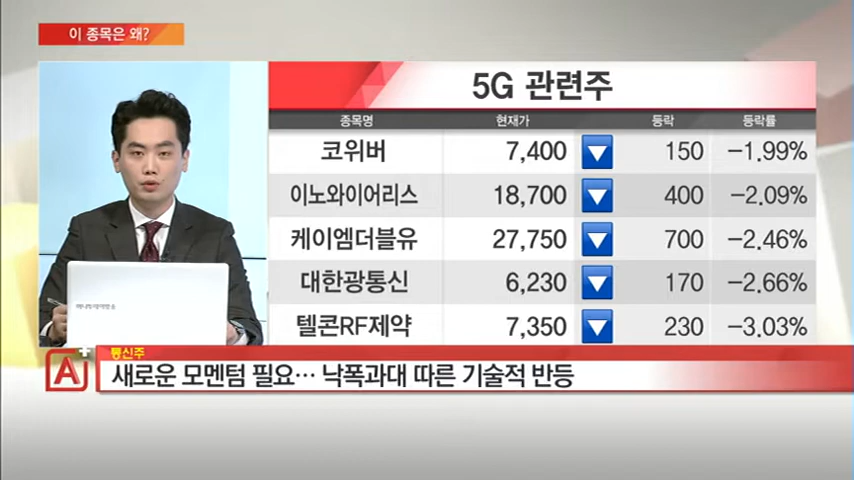 이 종목은 왜?
5G 관련주
종목명 현재가 등락 등락률
코위버 7,400 ▼ 150 -1.99%
이노와이어리스 18,700 ▼ 400 -2.09%
케이엠더블유 27,750 ▼ 700 -2.46%
대한광통신 6,230 ▼ 170 -2.66%
텔콘RF제약 7,350 ▼ 230 -3.03%
A+
통신주
새로운 모멘텀 필요… 낙폭과대 따른 기술적 반등